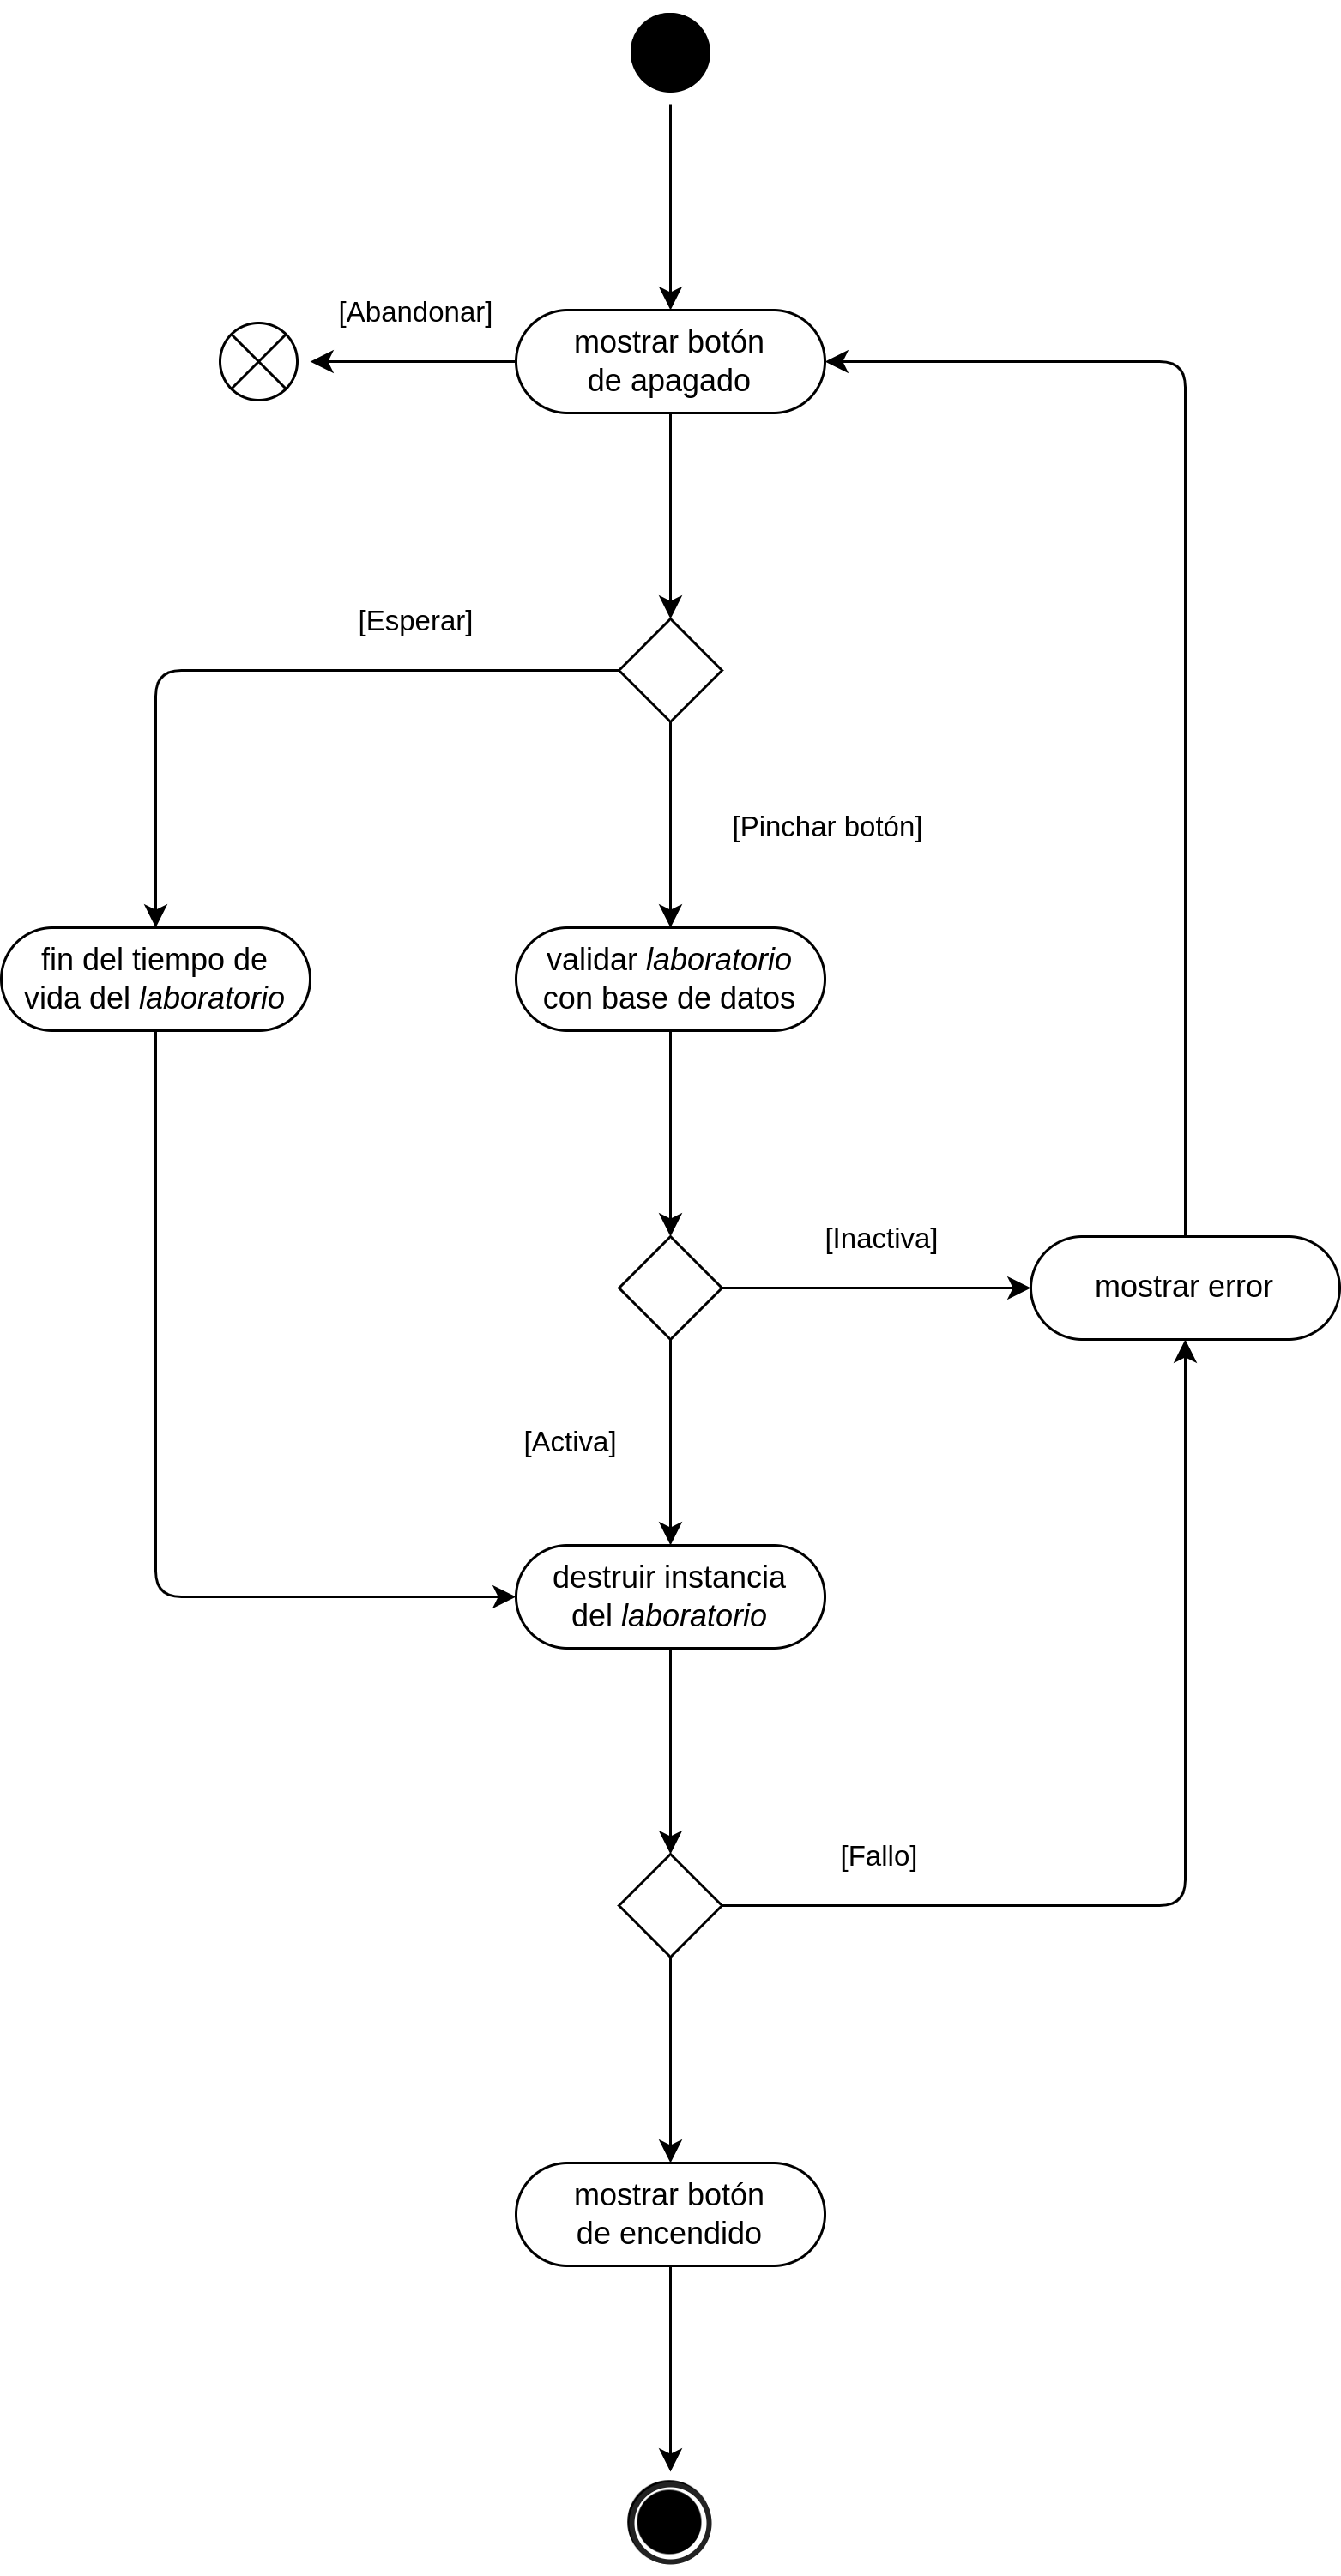 [Abandonar]
mostrar botón
de apagado
[Esperar]
[Pinchar botón]
fin del tiempo de
vida del laboratorio
validar laboratorio
con base de datos
[Inactiva]
mostrar error
[Activa]
destruir instancia
del laboratorio
[Fallo]
mostrar botón
de encendido